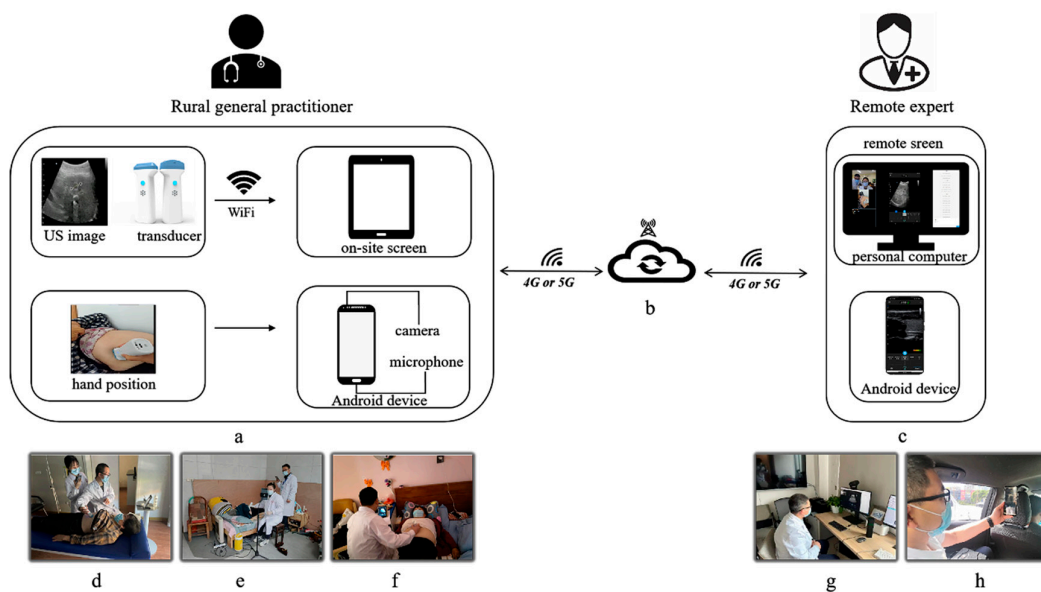 Rural general practitioner
Remote expert
US image
transducer
WiFi
on-site screen
hand position
camera
microphone
Android device
a
4G or 5G
b
4G or 5G
remote sreen
personal computer
Android device
c
d
e
f
g
h